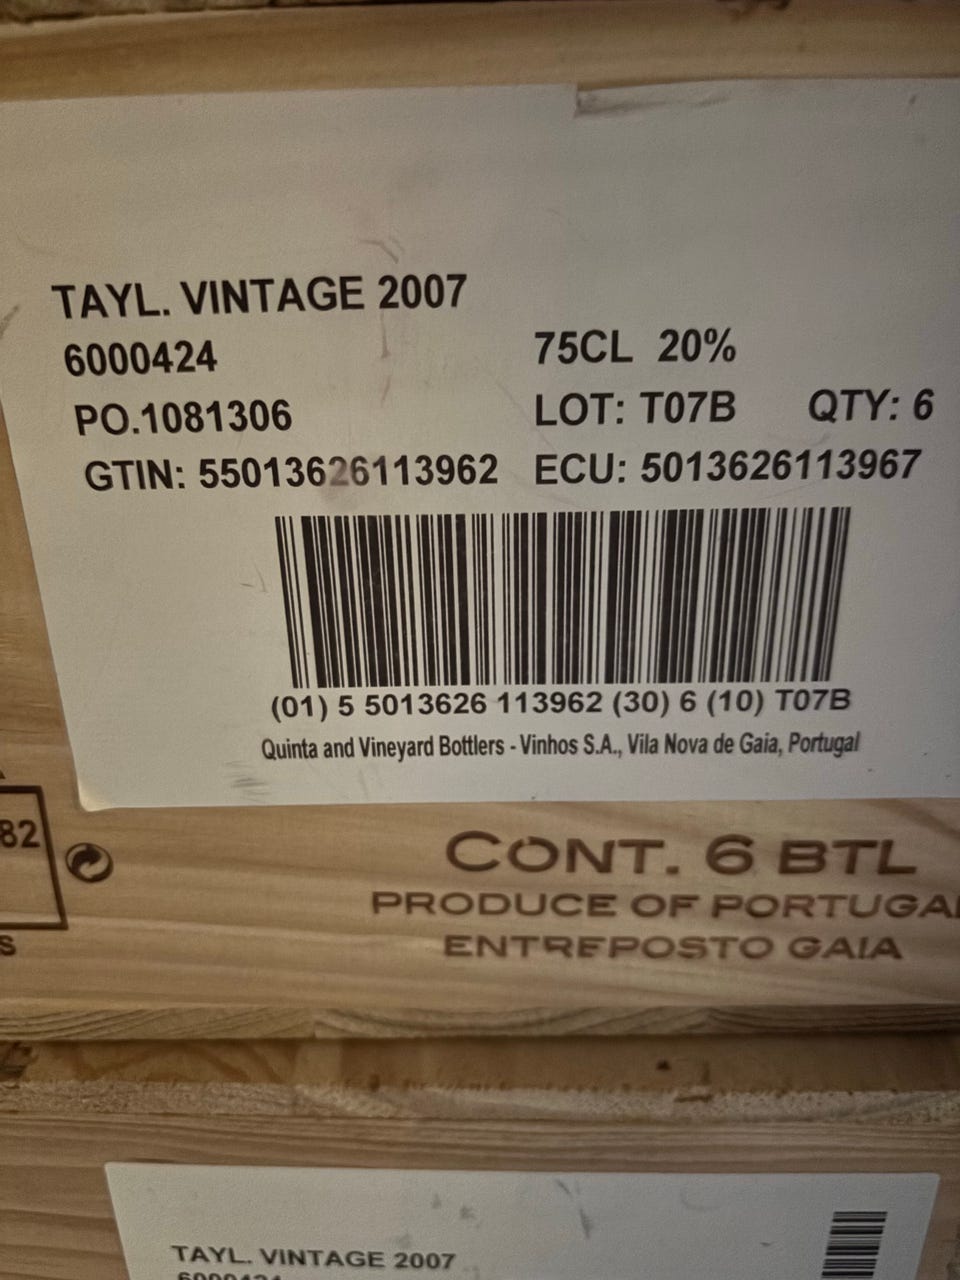 TAYL. VINTAGE 2007
6000424 75CL 20%
PO.1081306 LOT: T07B QTY: 6
GTIN: 55013626113962 ECU: 5013626113967
(01) 5 5013626 113962 (30) 6 (10) T07B
Quinta and Vineyard Bottlers - Vinhos S.A., Vila Nova de Gaia, Portugal
82
S
CONT. 6 BTL
PRODUCE OF PORTUGA
ENTREPOSTO GAIA
TAYL. VINTAGE 2007
6000424